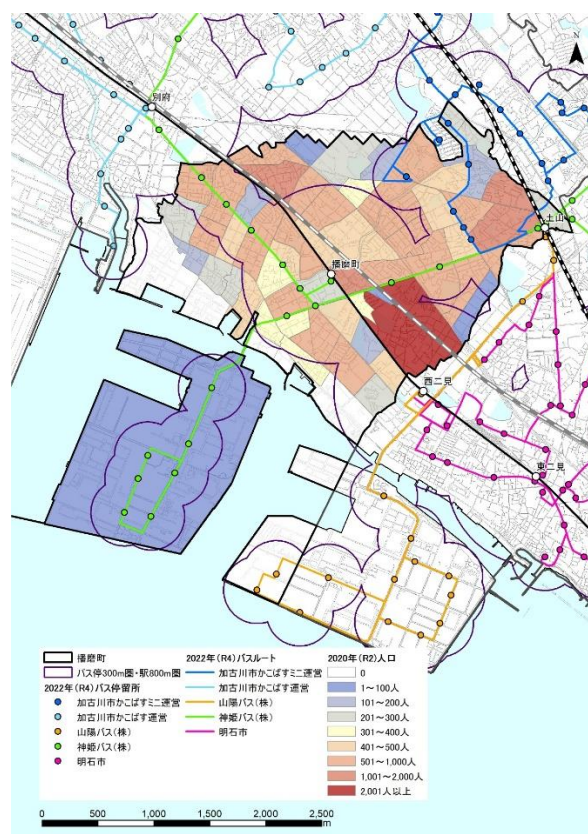 N
別府
土山
播磨町
西二見
東二見
播磨町
バス停300m圏・駅800m圏
2022年(R4)バス停留所
加古川市かこばすミニ運営
加古川市かこばす運営
山陽バス(株)
神姫バス(株)
明石市
2022年(R4)バスルート
加古川市かこばすミニ運営
加古川市かこばす運営
山陽バス(株)
神姫バス(株)
明石市
2020年(R2)人口
0
1～100人
101～200人
201～300人
301～400人
401～500人
501～1,000人
1,001～2,000人
2,001人以上
0 500 1,000 1,500 2,000 2,500
m